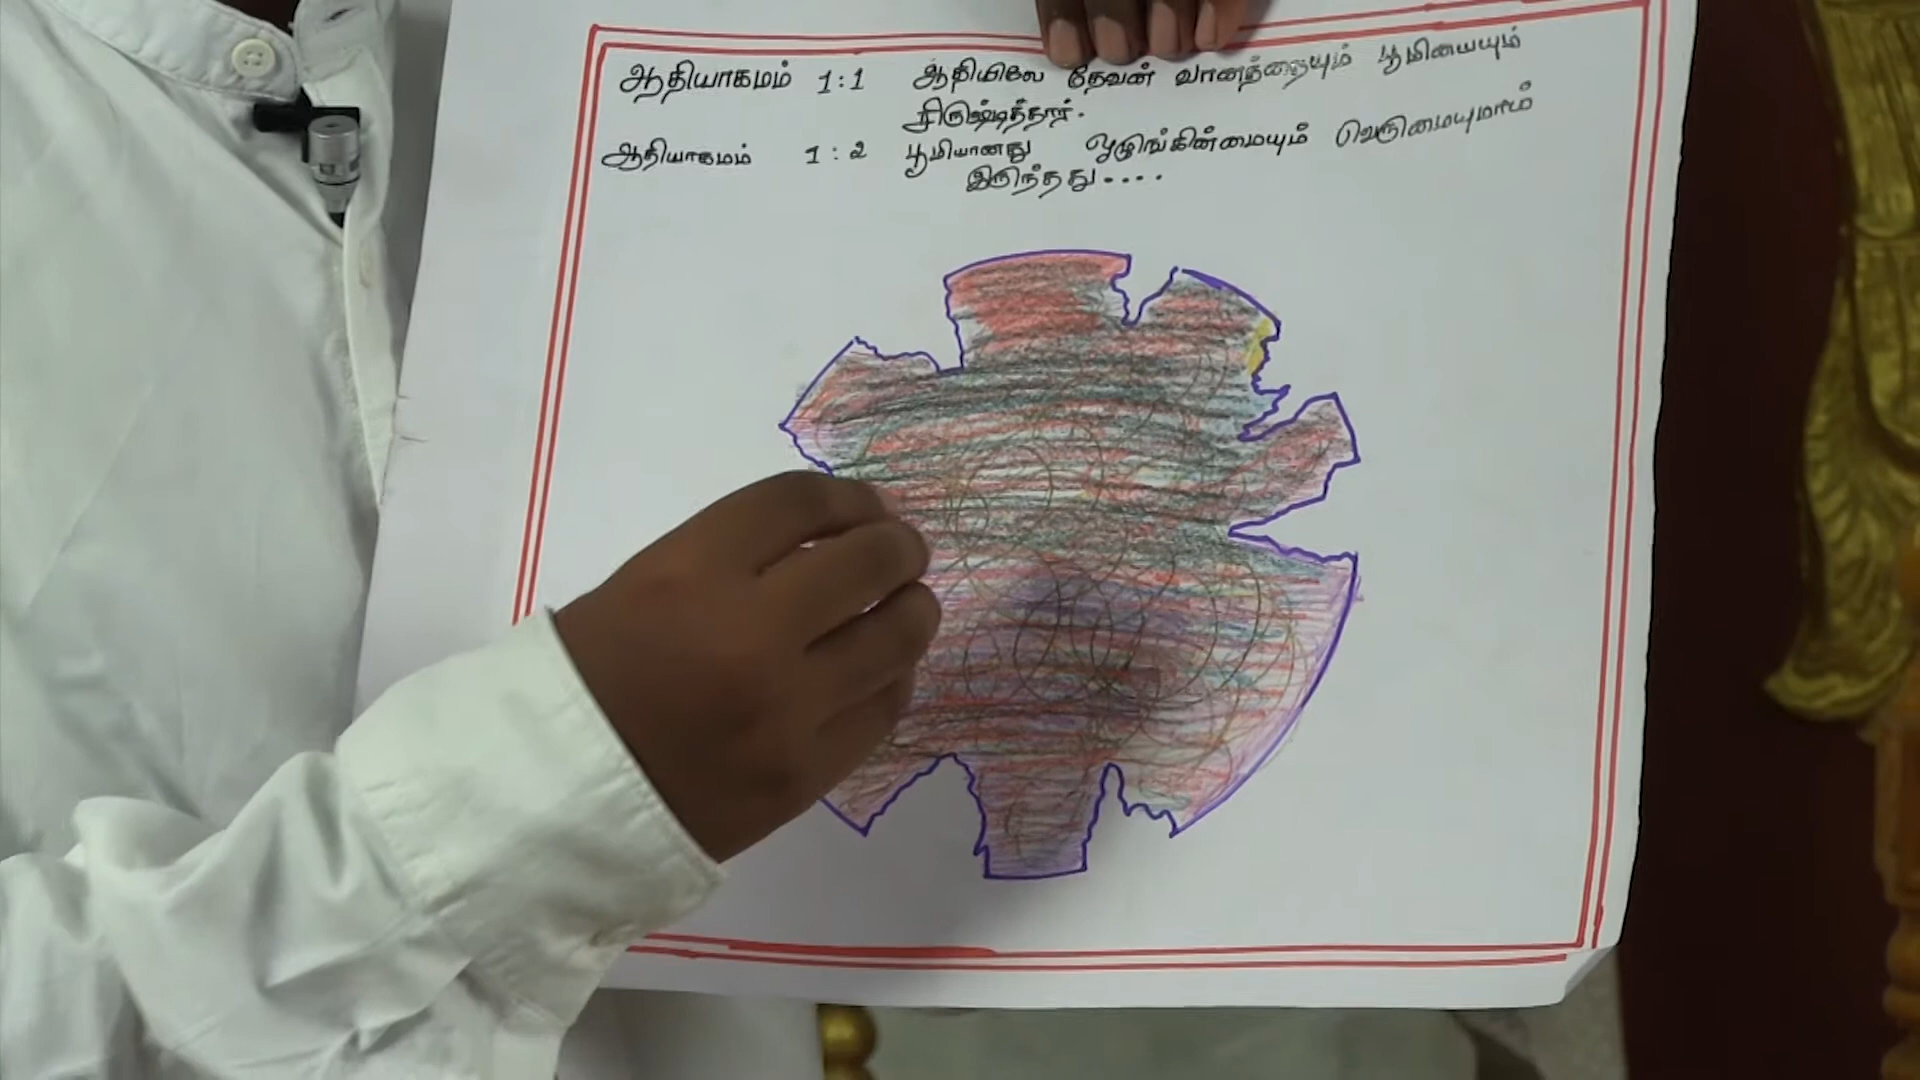 ஆதியாகமம் 1:1 ஆதியிலே தேவன் வானத்தையும் பூமியையும்
சிருஷ்டித்தார்.
ஆதியாகமம் 1:2 பூமியானது ஒழுங்கின்மையும் வெறுமையுமாய்
இருந்தது....